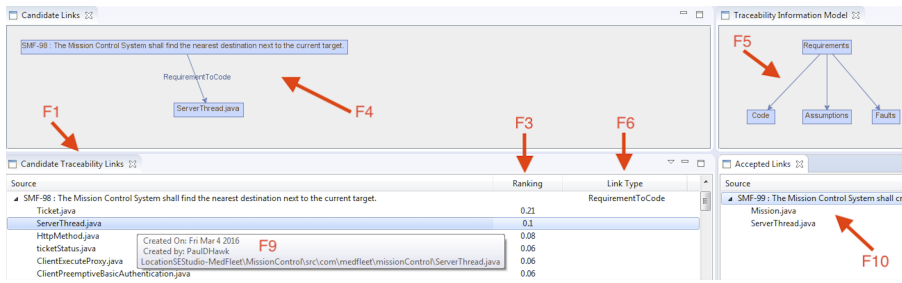 Candidate Links
SMF-98 : The Mission Control System shall find the nearest destination next to the current target.
RequirementToCode
ServerThread.java
F4
F1
F3
F6
Traceability Information Model
F5
Requirements
Code
Assumptions
Faults
Candidate Traceability Links
Source
Ranking
Link Type
SMF-98 : The Mission Control System shall find the nearest destination next to the current target.
RequirementToCode
Ticket.java
0.21
ServerThread.java
0.1
HttpMethod.java
0.08
ticketStatus.java
0.06
ClientExecuteProxy.java
0.06
ClientPreemptiveBasicAuthentication.java
0.06
Created On: Fri Mar 4 2016
Created by: PaulDHawk
LocationSEStudio-MedFleet\MissionControl\src\com\medfleet\missionControl\ServerThread.java
F9
Accepted Links
Source
SMF-99 : The Mission Control System shall cr
Mission.java
ServerThread.java
F10